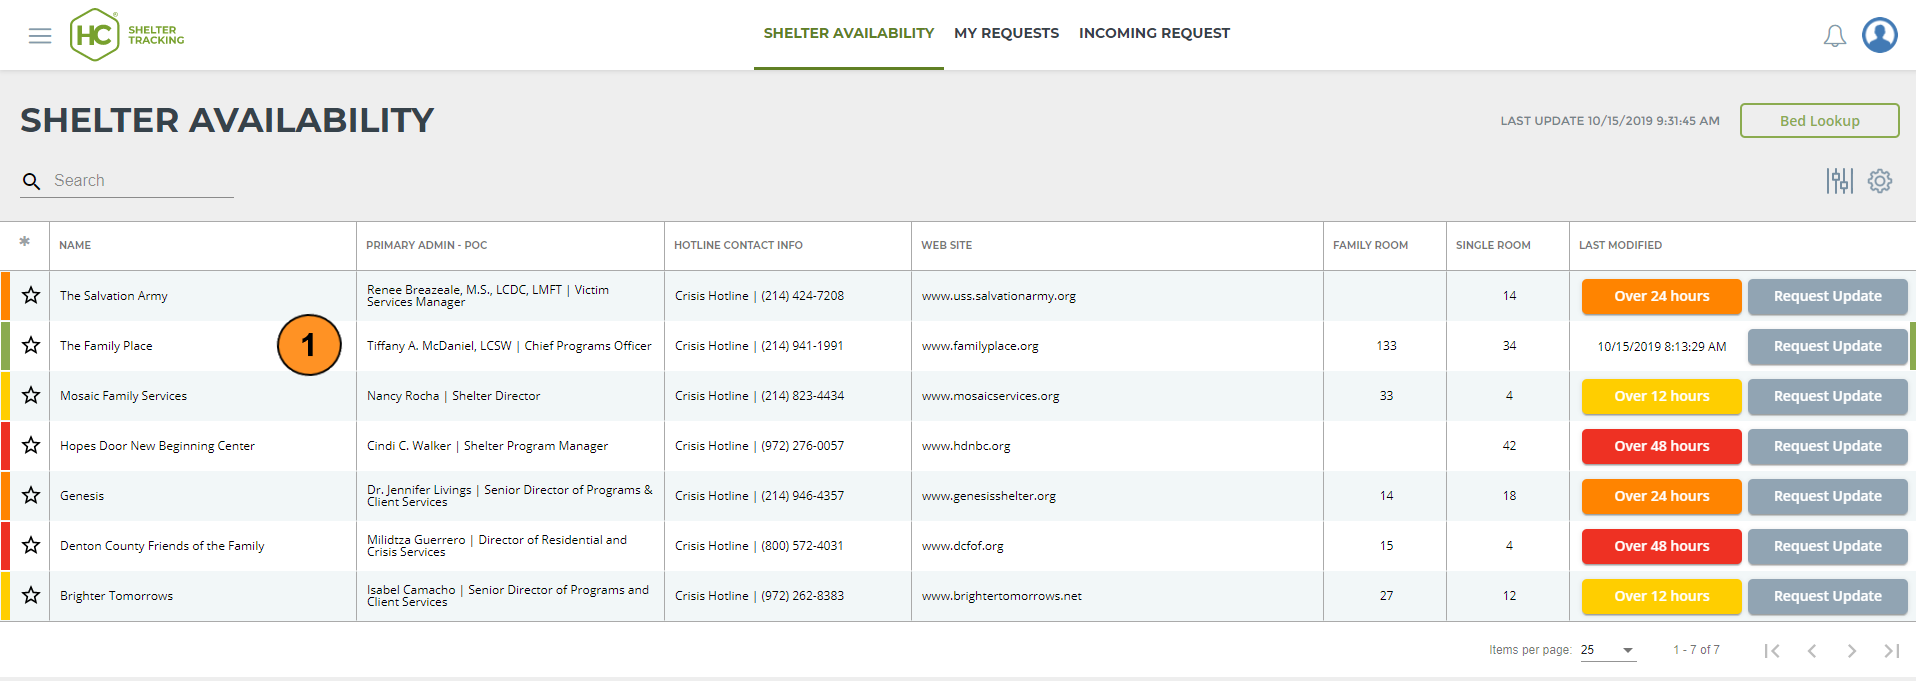 HC® SHELTER TRACKING
SHELTER AVAILABILITY MY REQUESTS INCOMING REQUEST
SHELTER AVAILABILITY
LAST UPDATE 10/15/2019 9:31:45 AM
Bed Lookup
Search
* NAME PRIMARY ADMIN - POC HOTLINE CONTACT INFO WEB SITE FAMILY ROOM SINGLE ROOM LAST MODIFIED
The Salvation Army Renee Breazeale, M.S., LCDC, LMFT | Victim Services Manager Crisis Hotline | (214) 424-7208 www.uss.salvationarmy.org 14 Over 24 hours Request Update
The Family Place 1 Tiffany A. McDaniel, LCSW | Chief Programs Officer Crisis Hotline | (214) 941-1991 www.familyplace.org 133 34 10/15/2019 8:13:29 AM Request Update
Mosaic Family Services Nancy Rocha | Shelter Director Crisis Hotline | (214) 823-4434 www.mosaicservices.org 33 4 Over 12 hours Request Update
Hopes Door New Beginning Center Cindi C. Walker | Shelter Program Manager Crisis Hotline | (972) 276-0057 www.hdnbc.org 42 Over 48 hours Request Update
Genesis Dr. Jennifer Livings | Senior Director of Programs & Client Services Crisis Hotline | (214) 946-4357 www.genesisshelter.org 14 18 Over 24 hours Request Update
Denton County Friends of the Family Milidtza Guerrero | Director of Residential and Crisis Services Crisis Hotline | (800) 572-4031 www.dcfof.org 15 4 Over 48 hours Request Update
Brighter Tomorrows Isabel Camacho | Senior Director of Programs and Client Services Crisis Hotline | (972) 262-8383 www.brightertomorrows.net 27 12 Over 12 hours Request Update
Items per page: 25 1 - 7 of 7